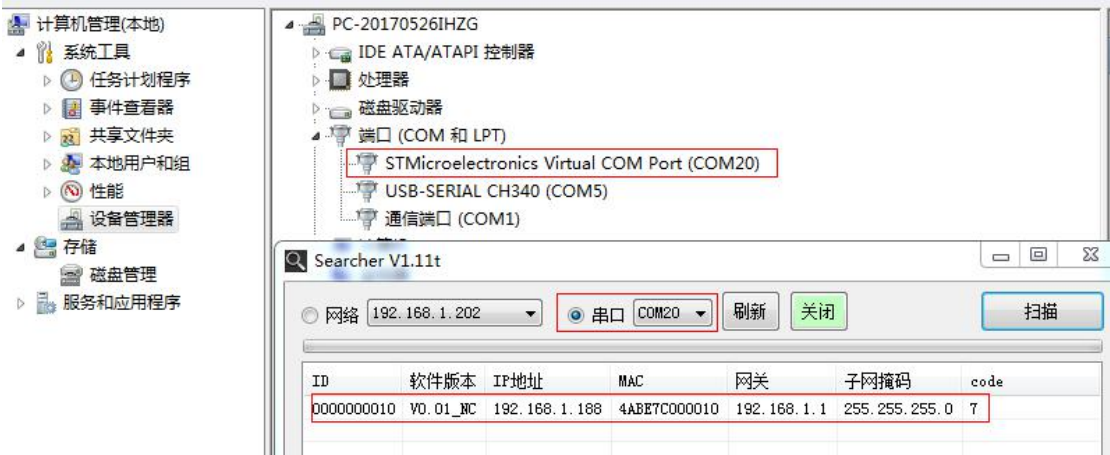 计算机管理(本地)
系统工具
任务计划程序
事件查看器
共享文件夹
本地用户和组
性能
设备管理器
存储
磁盘管理
服务和应用程序
PC-20170526IHZG
IDE ATA/ATAPI 控制器
处理器
磁盘驱动器
端口 (COM 和 LPT)
STMicroelectronics Virtual COM Port (COM20)
USB-SERIAL CH340 (COM5)
通信端口 (COM1)
Searcher V1.11t
网络 192.168.1.202 串口 COM20 刷新 关闭 扫描
ID 软件版本 IP地址 MAC 网关 子网掩码 code
0000000010 V0.01_NC 192.168.1.188 4ABE7C000010 192.168.1.1 255.255.255.0 7